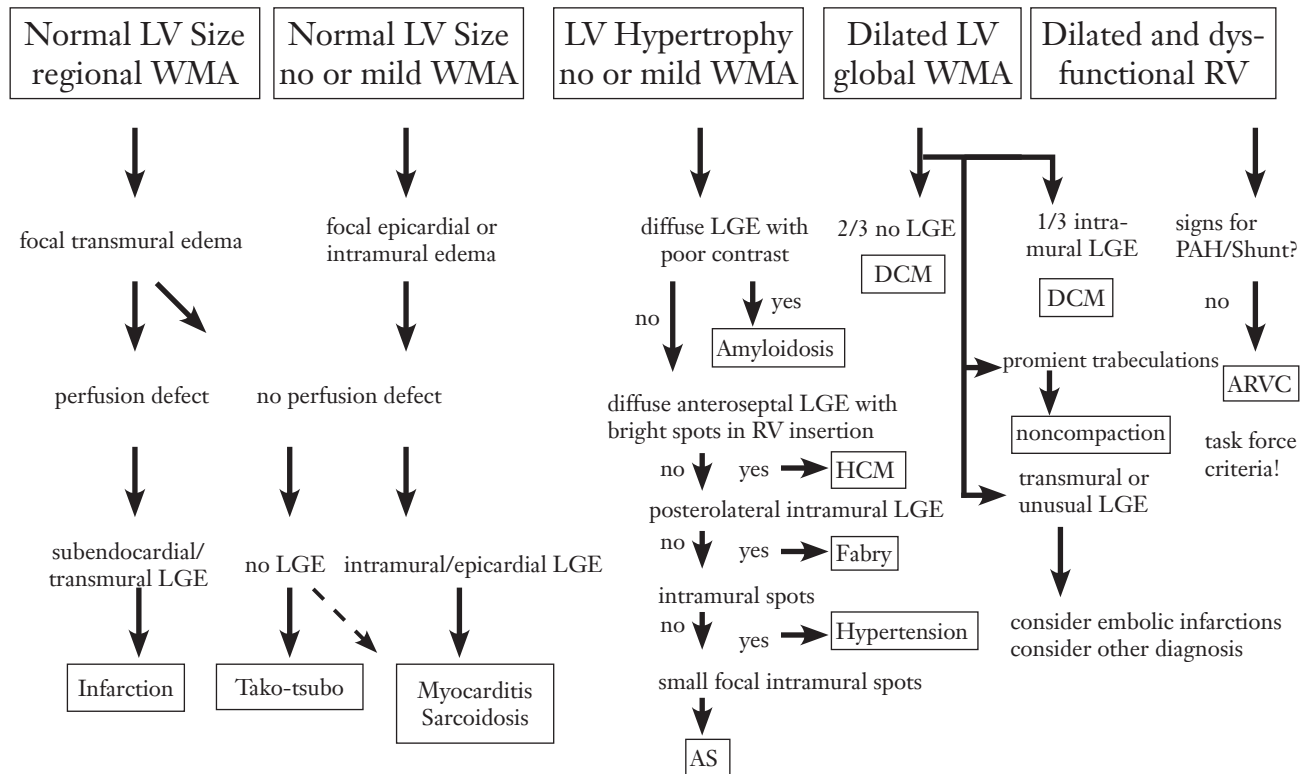 Normal LV Size
regional WMA
Normal LV Size
no or mild WMA
LV Hypertrophy
no or mild WMA
Dilated LV
global WMA
Dilated and dys-
functional RV
focal transmural edema
focal epicardial or
intramural edema
diffuse LGE with
poor contrast
2/3 no LGE
DCM
1/3 intra-
mural LGE
DCM
signs for
PAH/Shunt?
no
yes
no
Amyloidosis
promient trabeculations
ARVC
perfusion defect
no perfusion defect
diffuse anteroseptal LGE with
bright spots in RV insertion
noncompaction
task force
criteria!
no
yes
HCM
transmural or
unusual LGE
posterolateral intramural LGE
subendocardial/
transmural LGE
no LGE
intramural/epicardial LGE
no
yes
Fabry
intramural spots
no
yes
Hypertension
consider embolic infarctions
consider other diagnosis
Infarction
Tako-tsubo
Myocarditis
Sarcoidosis
small focal intramural spots
AS